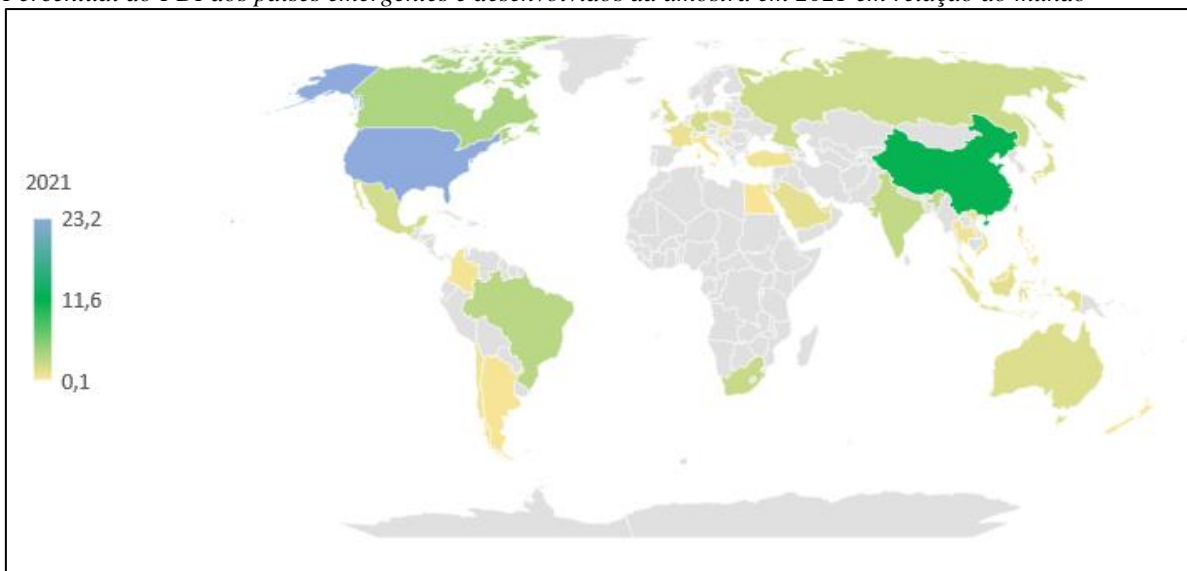 Percentual do PBI dos países emergentes e desenvolvidos da amostra em 2021 em relação ao mundo
2021
23,2
11,6
0,1